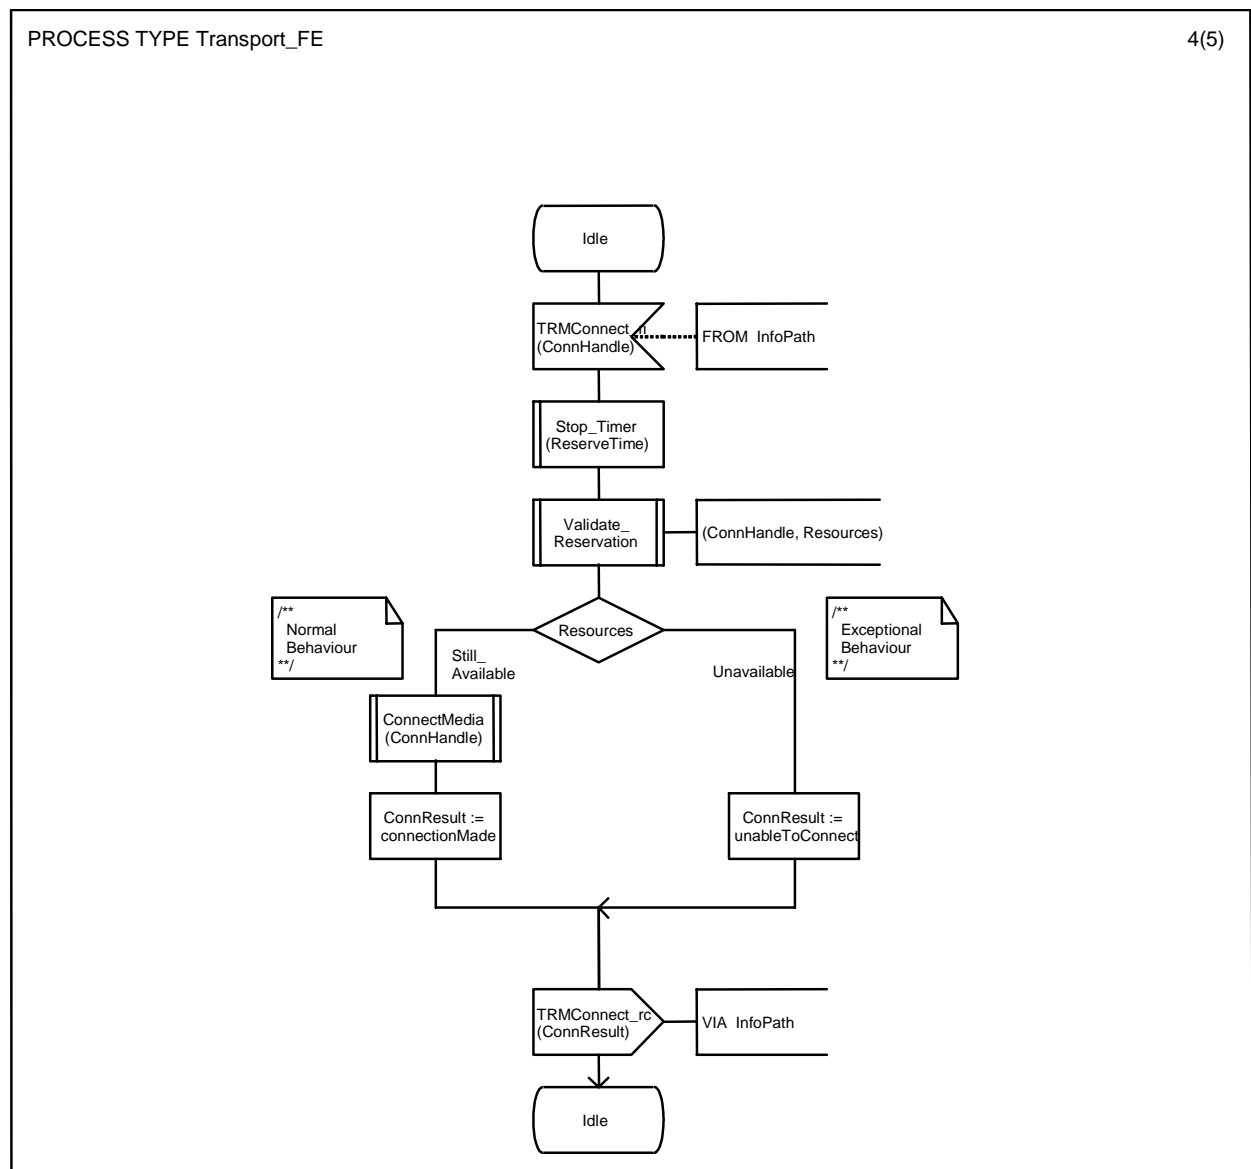 PROCESS TYPE Transport_FE
4(5)
Idle
(ConnHandle)
FROM InfoPath
Stop_Timer
(ReserveTime)
Validate_
Reservation
(ConnHandle, Resources)
/**
Normal
Behaviour
**/
Resources
/**
Exceptional
Behaviour
**/
Still_
Available
Unavailable
ConnectMedia
(ConnHandle)
ConnResult :=
connectionMade
ConnResult :=
unableToConnect
TRMConnect_rc
(ConnResult)
VIA InfoPath
Idle